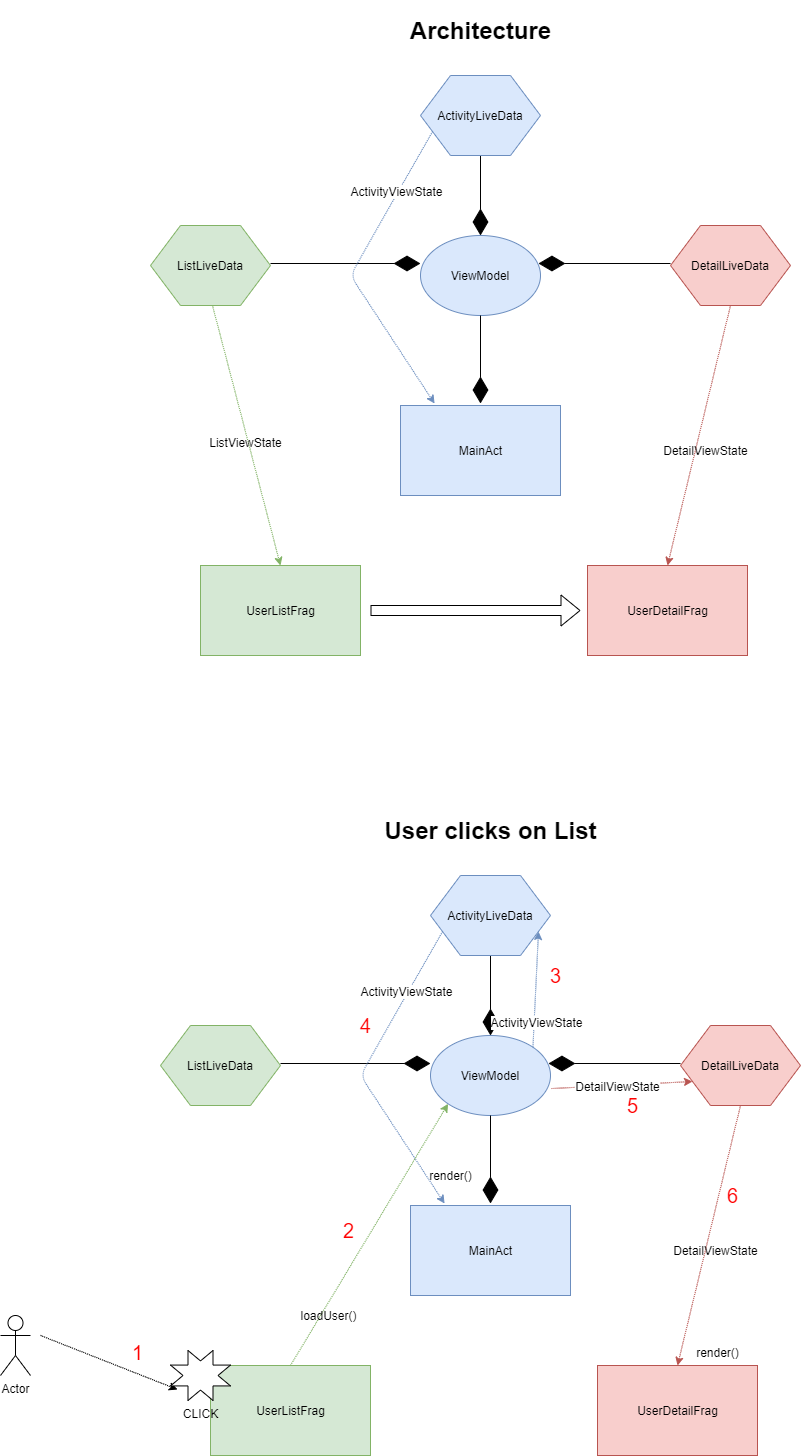 Architecture
ActivityLiveData
ActivityViewState
ListLiveData
ViewModel
DetailLiveData
ListViewState
MainAct
DetailViewState
UserListFrag
UserDetailFrag
User clicks on List
ActivityLiveData
3
ActivityViewState
4
ActivityViewState
ListLiveData
ViewModel
DetailLiveData
DetailViewState
5
render()
6
2
MainAct
DetailViewState
loadUser()
1
render()
Actor
CLICK
UserListFrag
UserDetailFrag